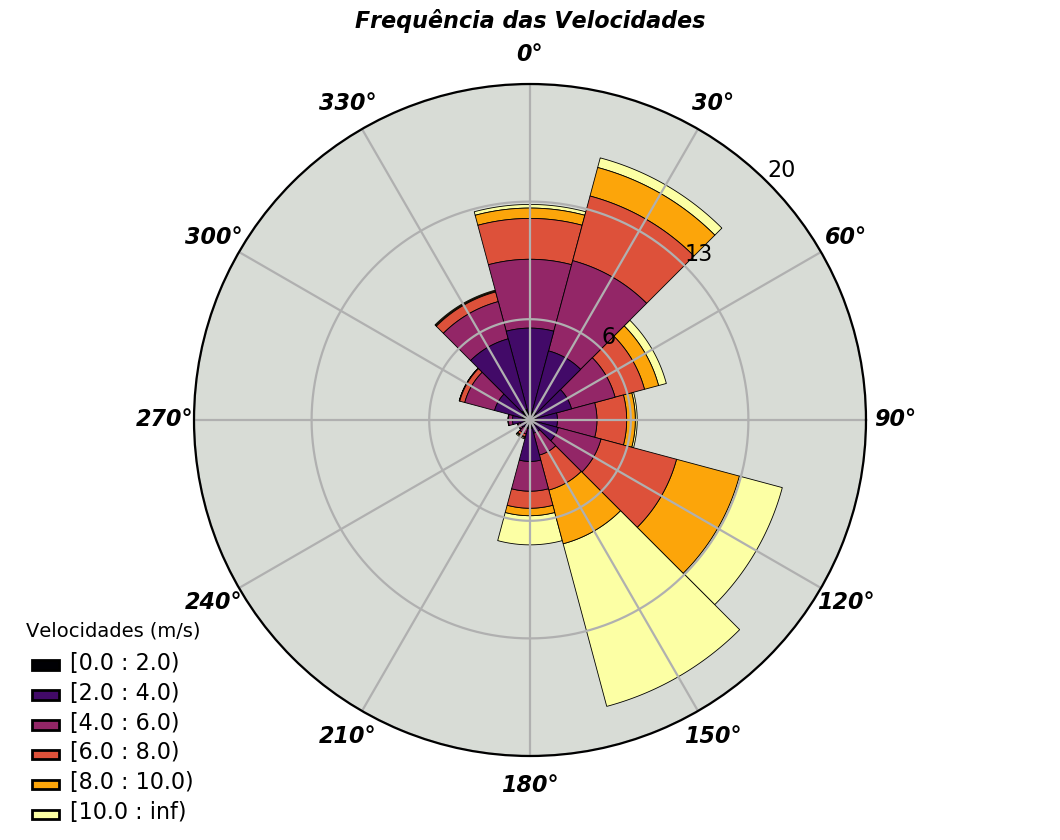 Frequência das Velocidades
0°
330°
30°
20
300°
60°
13
6
270°
90°
240°
120°
210°
150°
180°
Velocidades (m/s)
[0.0 : 2.0)
[2.0 : 4.0)
[4.0 : 6.0)
[6.0 : 8.0)
[8.0 : 10.0)
[10.0 : inf)